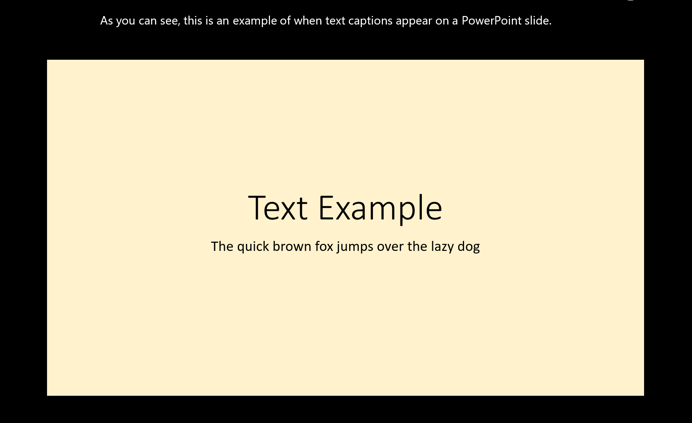 As you can see, this is an example of when text captions appear on a PowerPoint slide.
Text Example
The quick brown fox jumps over the lazy dog